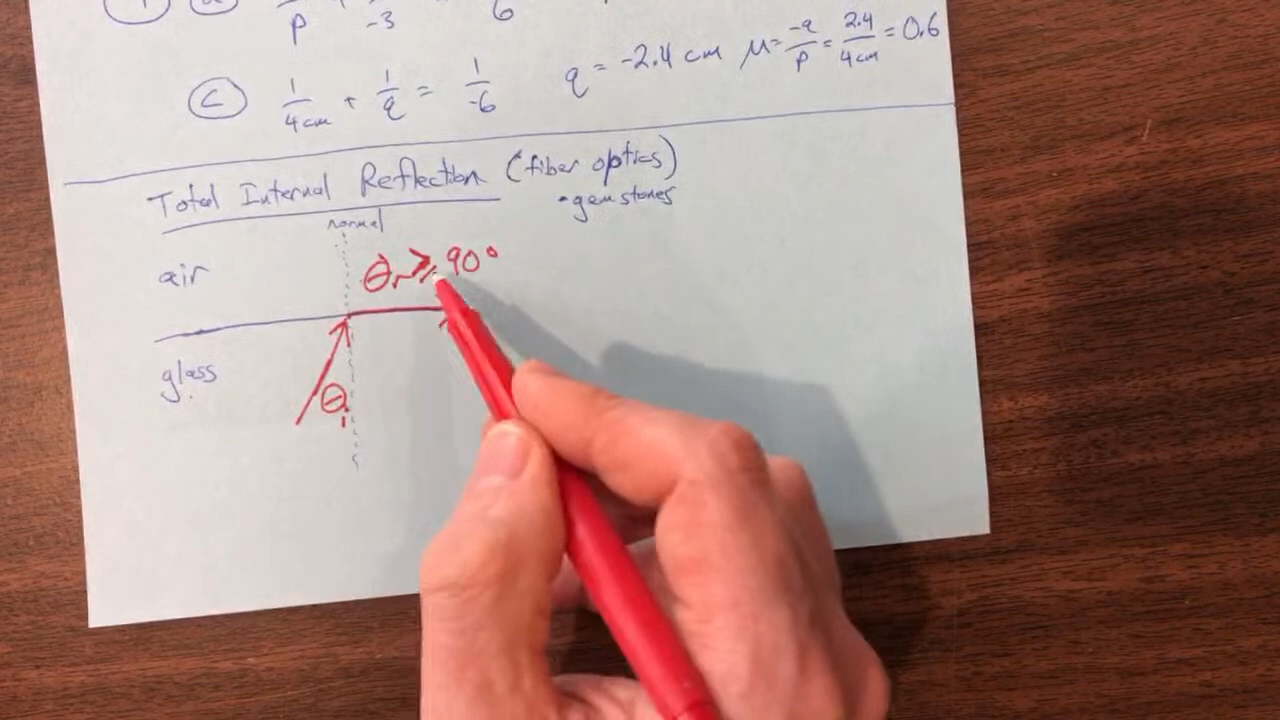 P -3 6
c 1/4cm + 1/q = 1/-6 q = -2.4 cm M = -q/P = 2.4/4cm = 0.6
Total Internal Reflection (fiber optics)
• gem stones
normal
air θr ≥ 90°
glass
θi